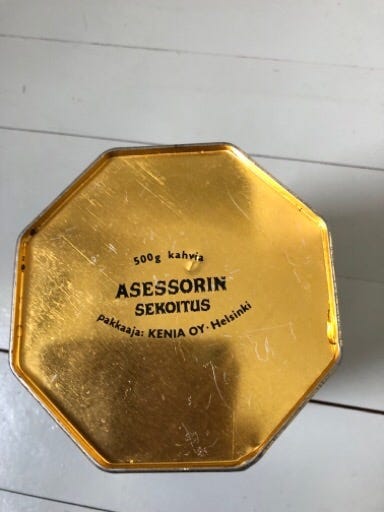 500g kahvia
ASESSORIN
SEKOITUS
pakkaaja: KENIA OY·Helsinki